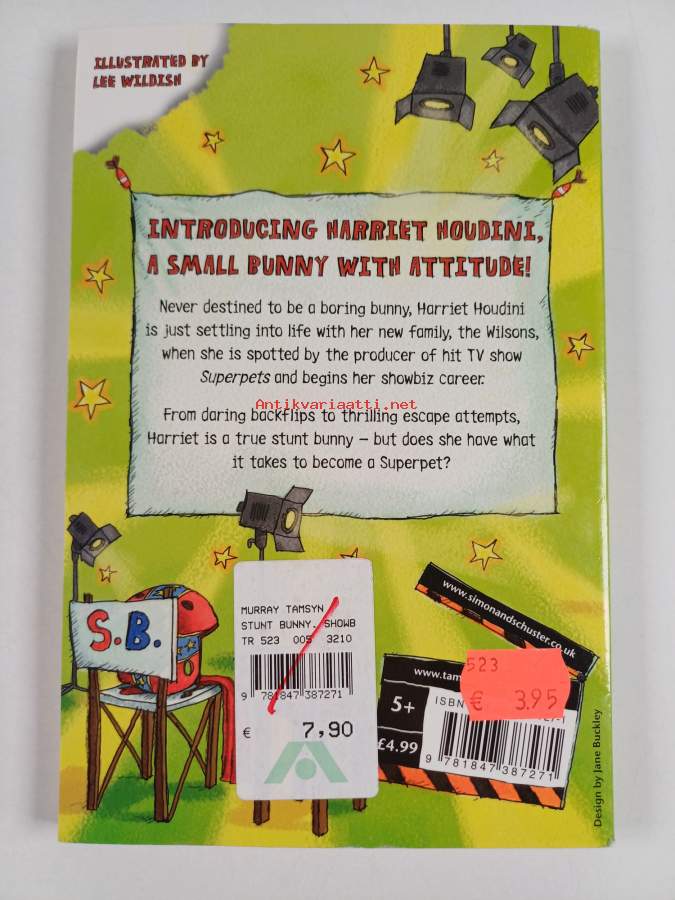 ILLUSTRATED BY
LEE WILDISH
INTRODUCING HARRIET HOUDINI,
A SMALL BUNNY WITH ATTITUDE!
Never destined to be a boring bunny, Harriet Houdini
is just settling into life with her new family, the Wilsons,
when she is spotted by the producer of hit TV show
Superpets and begins her showbiz career.
Antikvariaatti.net
From daring backflips to thrilling escape attempts,
Harriet is a true stunt bunny – but does she have what
it takes to become a Superpet?
S.B.
MURRAY TAMSYN
STUNT BUNNY. SHOWB
TR 523 005 3210
9 781847 387271
€ 7,90
www.simonandschuster.co.uk
www.tam
523
€ 3.95
5+
ISBN
£4.99
9 781847 387271
Design by Jane Buckley